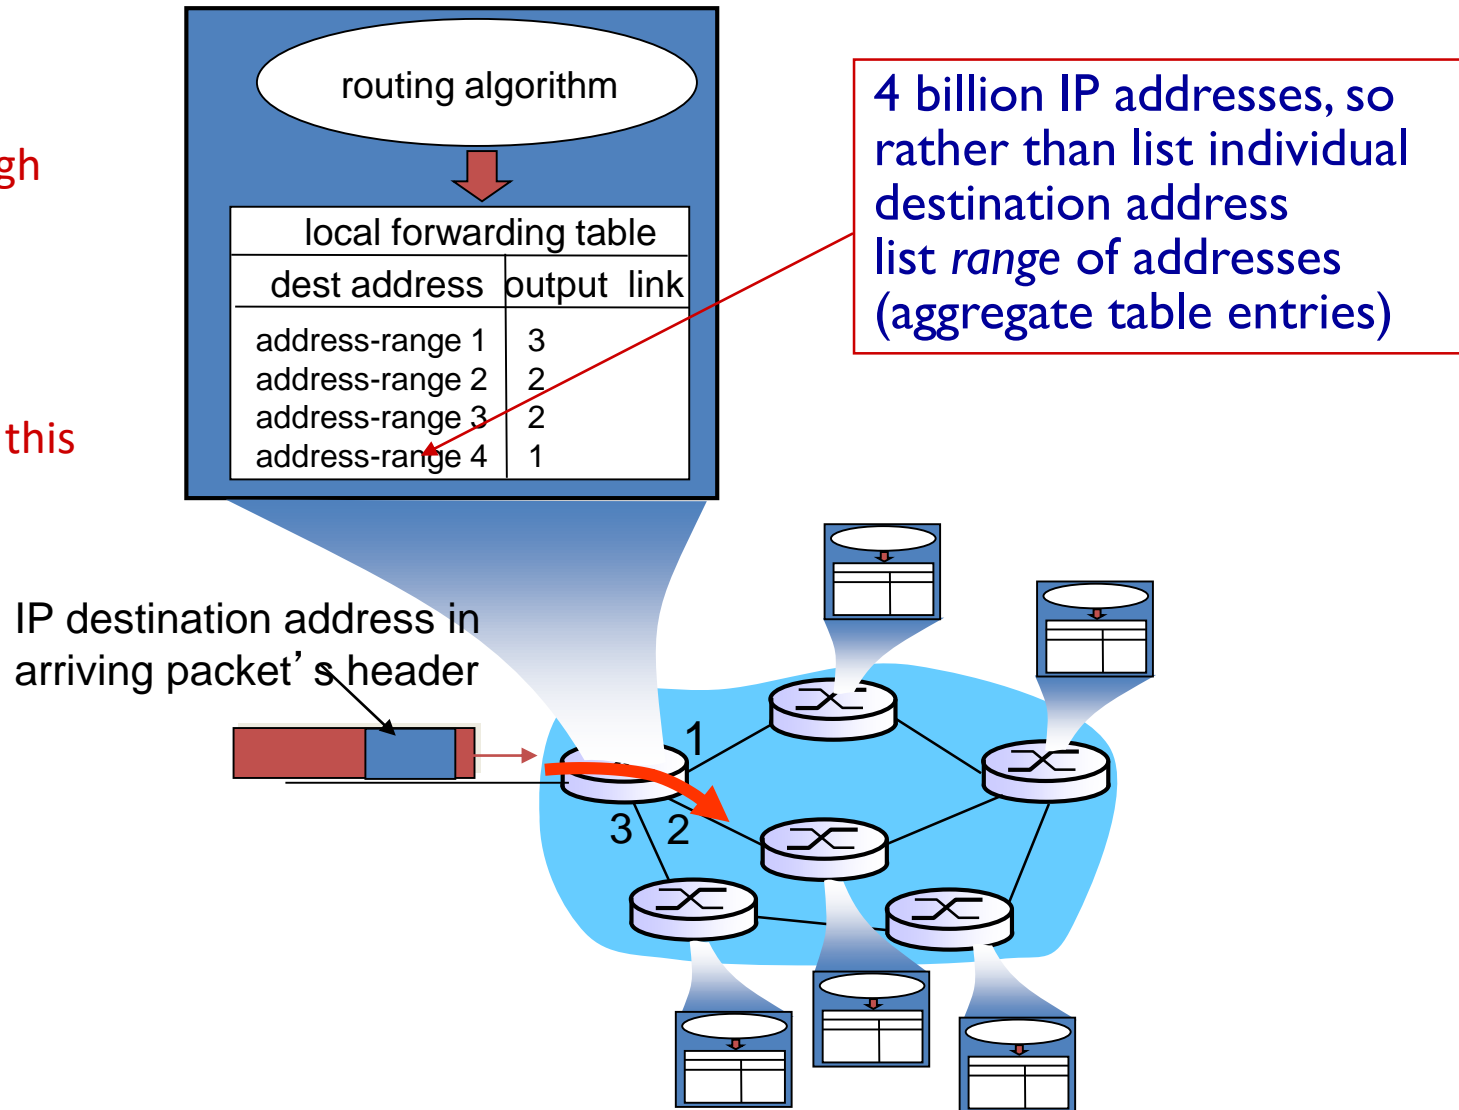 routing algorithm
gh
this
local forwarding table
dest address output link
address-range 1 3
address-range 2 2
address-range 3 2
address-range 4 1
4 billion IP addresses, so
rather than list individual
destination address
list range of addresses
(aggregate table entries)
IP destination address in
arriving packet’s header
1
3 2